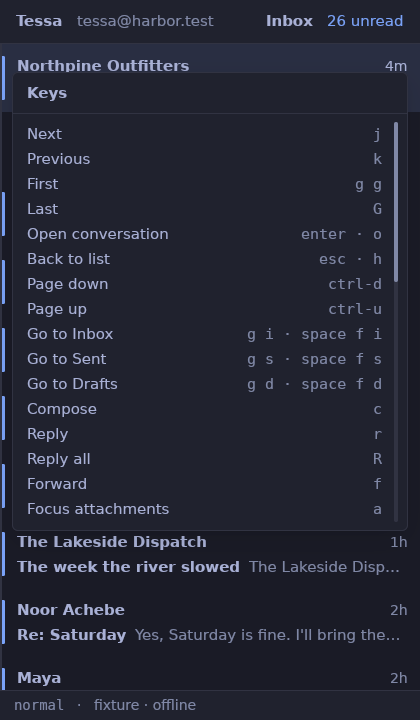 Tessa tessa@harbor.test Inbox 26 unread
Northpine Outfitters 4m
Keys
Next j
Previous k
First g g
Last G
Open conversation enter · o
Back to list esc · h
Page down ctrl-d
Page up ctrl-u
Go to Inbox g i · space f i
Go to Sent g s · space f s
Go to Drafts g d · space f d
Compose c
Reply r
Reply all R
Forward f
Focus attachments a
The Lakeside Dispatch 1h
The week the river slowed The Lakeside Disp…
Noor Achebe 2h
Re: Saturday Yes, Saturday is fine. I'll bring the…
Maya 2h
normal · fixture · offline